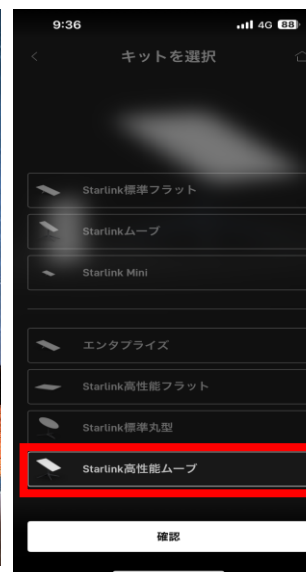 9:36
4G 88
キットを選択
Starlink標準フラット
Starlinkムーブ
Starlink Mini
エンタプライズ
Starlink高性能フラット
Starlink標準丸型
Starlink高性能ムーブ
確認